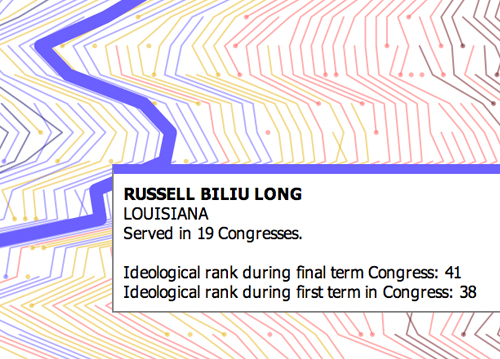 RUSSELL BILIU LONG
LOUISIANA
Served in 19 Congresses.
Ideological rank during final term Congress: 41
Ideological rank during first term in Congress: 38